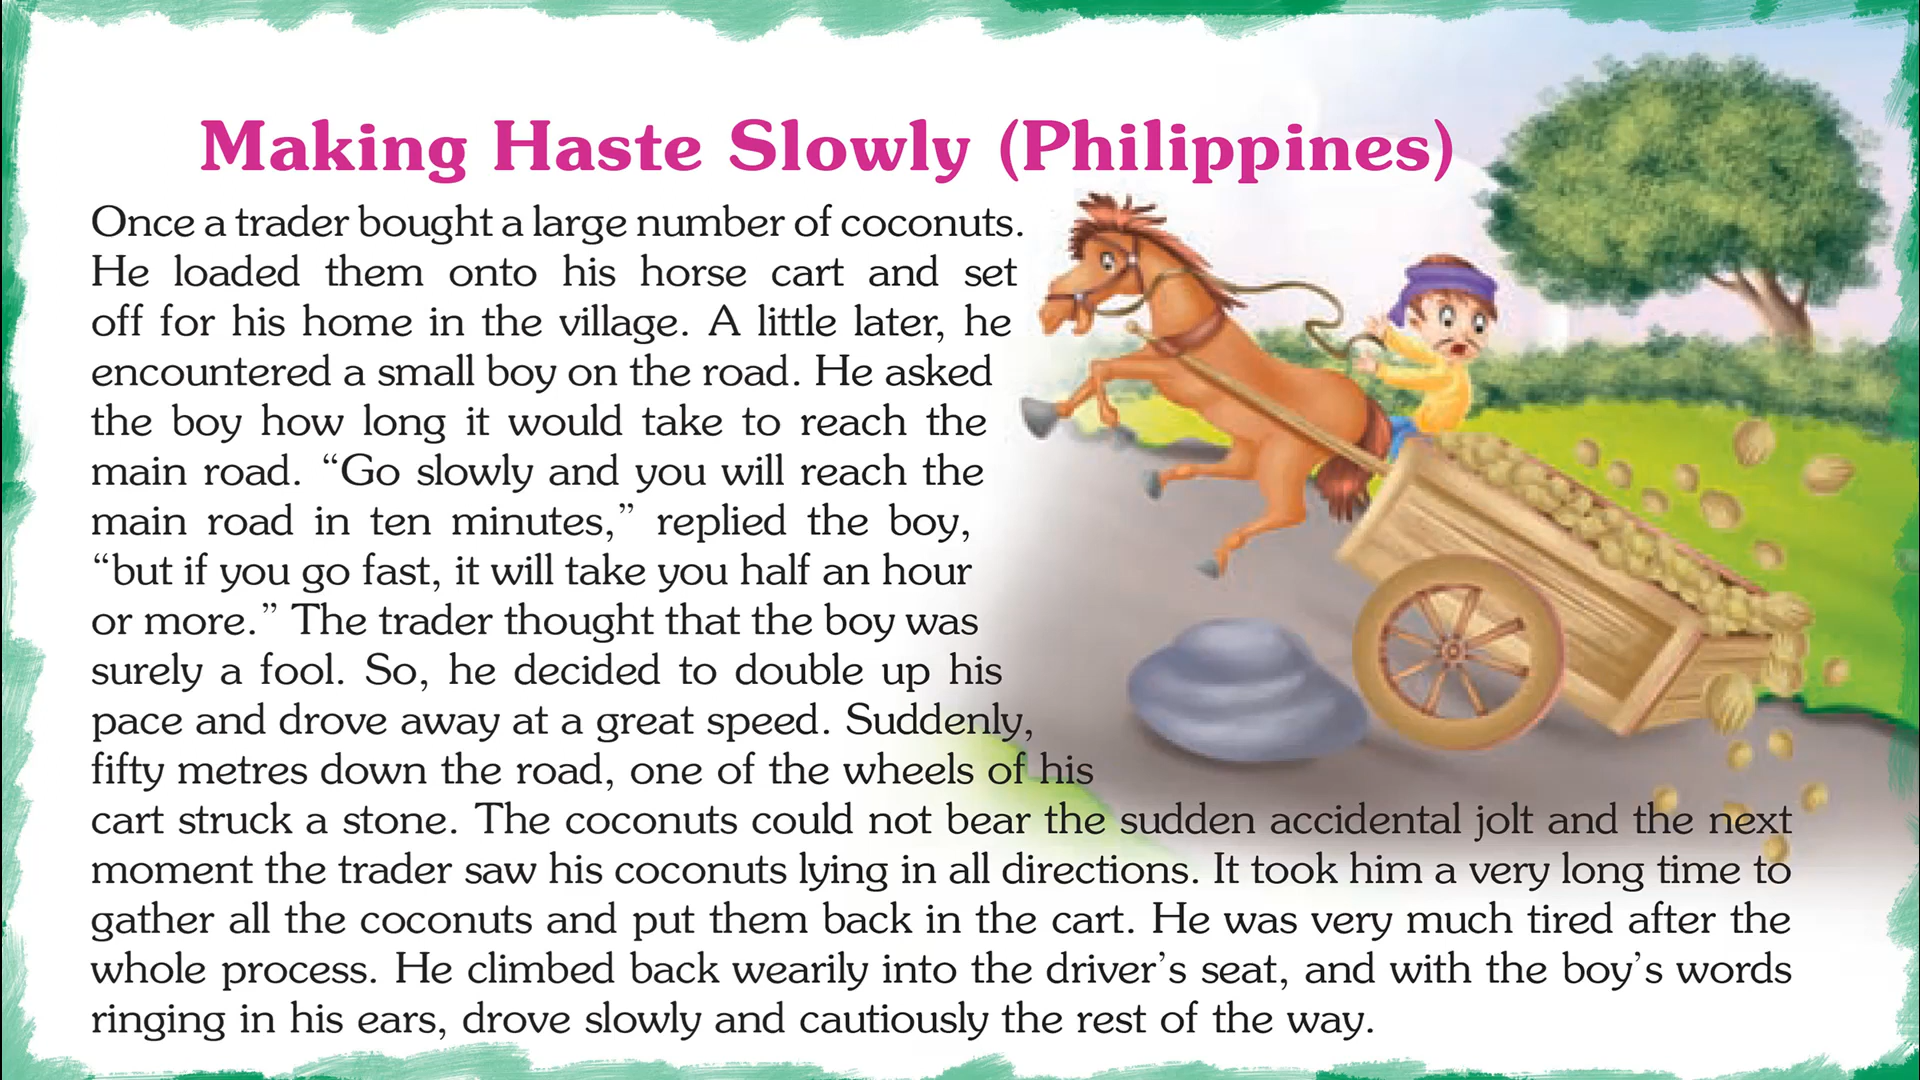 Making Haste Slowly (Philippines)
Once a trader bought a large number of coconuts.
He loaded them onto his horse cart and set
off for his home in the village. A little later, he
encountered a small boy on the road. He asked
the boy how long it would take to reach the
main road. “Go slowly and you will reach the
main road in ten minutes,” replied the boy,
“but if you go fast, it will take you half an hour
or more.” The trader thought that the boy was
surely a fool. So, he decided to double up his
pace and drove away at a great speed. Suddenly,
fifty metres down the road, one of the wheels of his
cart struck a stone. The coconuts could not bear the sudden accidental jolt and the next
moment the trader saw his coconuts lying in all directions. It took him a very long time to
gather all the coconuts and put them back in the cart. He was very much tired after the
whole process. He climbed back wearily into the driver’s seat, and with the boy’s words
ringing in his ears, drove slowly and cautiously the rest of the way.